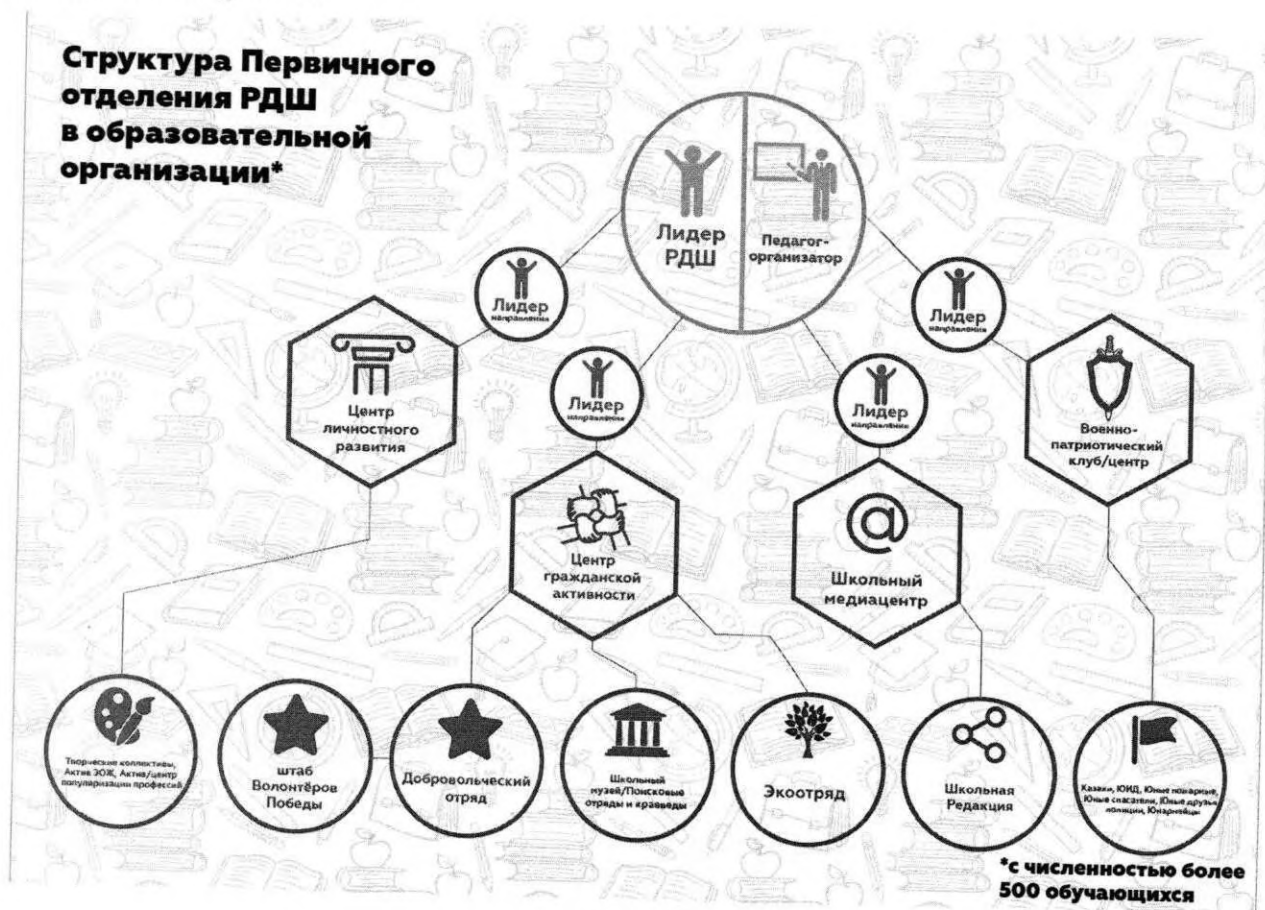 Структура Первичного
отделения РДШ
в образовательной
организации*
Лидер
РДШ
Педагог-
организатор
Лидер
направления
Лидер
направления
Лидер
направления
Лидер
направления
Центр
личностного
развития
Центр
гражданской
активности
Школьный
медиацентр
Военно-
патриотический
клуб/центр
Творческие коллективы,
Актив ЗОЖ, Актив/центр
популяризации профессий
штаб
Волонтёров
Победы
Добровольческий
отряд
Школьный
музей/Поисковые
отряды и краеведы
Экоотряд
Школьная
Редакция
Казаки, ЮИД, Юные пожарные,
Юные спасатели, Юные друзья
полиции, Юнармейцы
*с численностью более
500 обучающихся